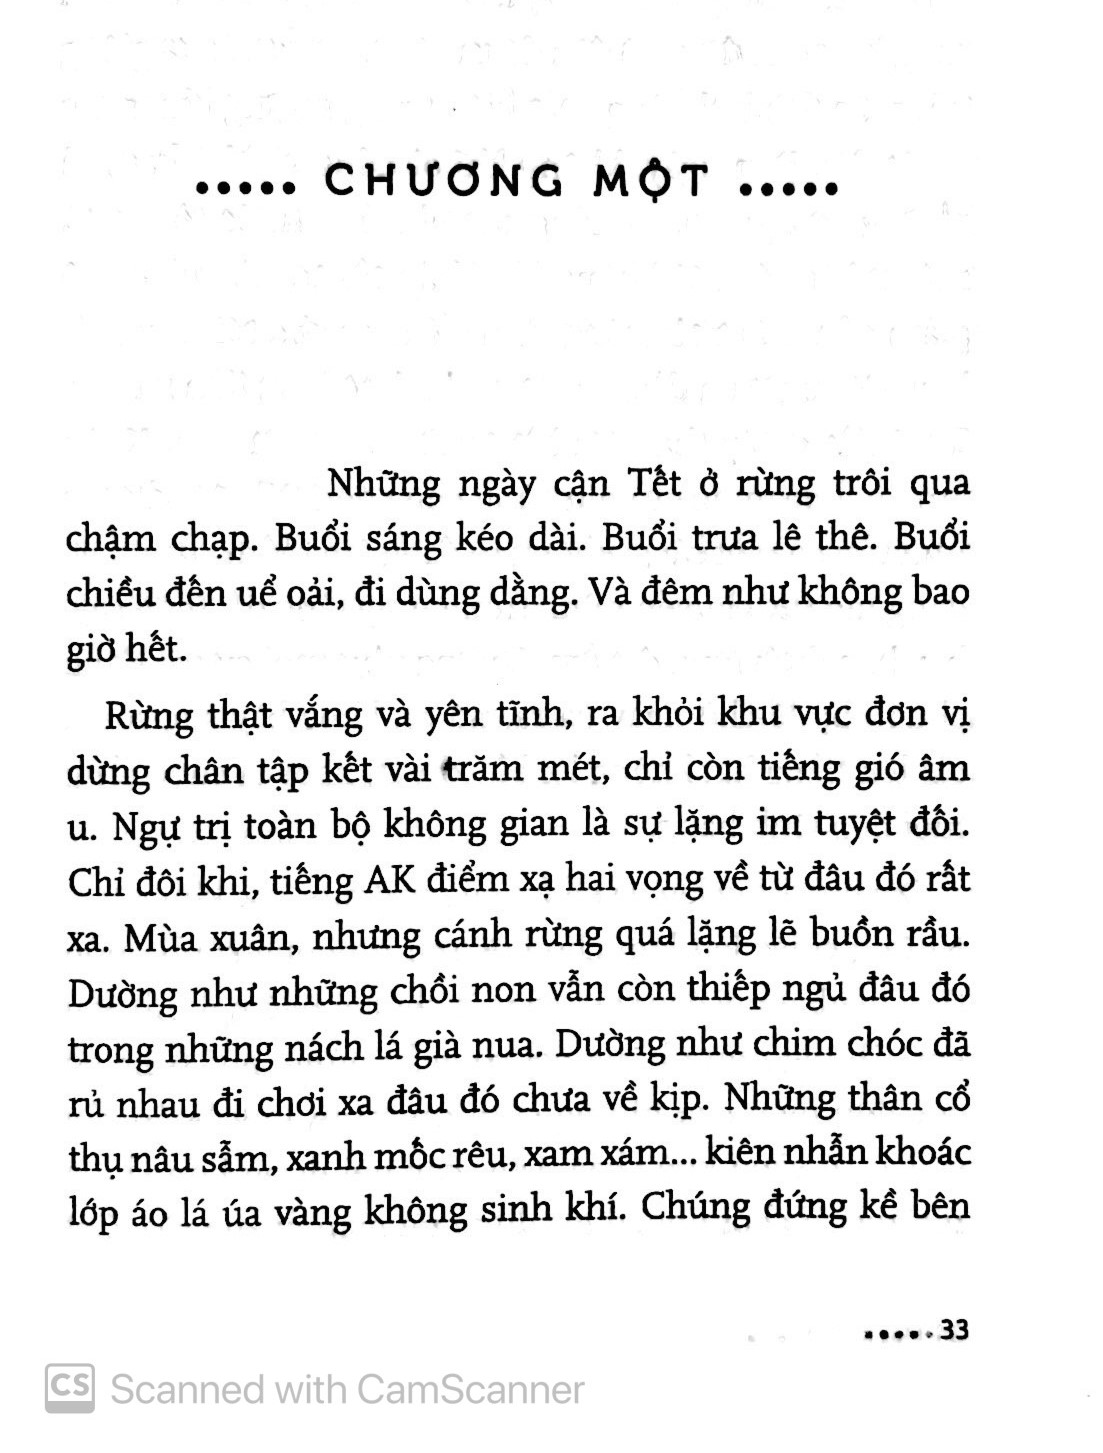 ••••• CHƯƠNG MỘT •••••
Những ngày cận Tết ở rừng trôi qua
chậm chạp. Buổi sáng kéo dài. Buổi trưa lê thê. Buổi
chiều đến uể oải, đi dùng dằng. Và đêm như không bao
giờ hết.
Rừng thật vắng và yên tĩnh, ra khỏi khu vực đơn vị
dừng chân tập kết vài trăm mét, chỉ còn tiếng gió âm
u. Ngự trị toàn bộ không gian là sự lặng im tuyệt đối.
Chỉ đôi khi, tiếng AK điểm xạ hai vọng về từ đâu đó rất
xa. Mùa xuân, nhưng cánh rừng quá lặng lẽ buồn rầu.
Dường như những chồi non vẫn còn thiếp ngủ đâu đó
trong những nách lá già nua. Dường như chim chóc đã
rủ nhau đi chơi xa đâu đó chưa về kịp. Những thân cổ
thụ nâu sẫm, xanh mốc rêu, xam xám... kiên nhẫn khoác
lớp áo lá úa vàng không sinh khí. Chúng đứng kề bên
•••••33
CS Scanned with CamScanner